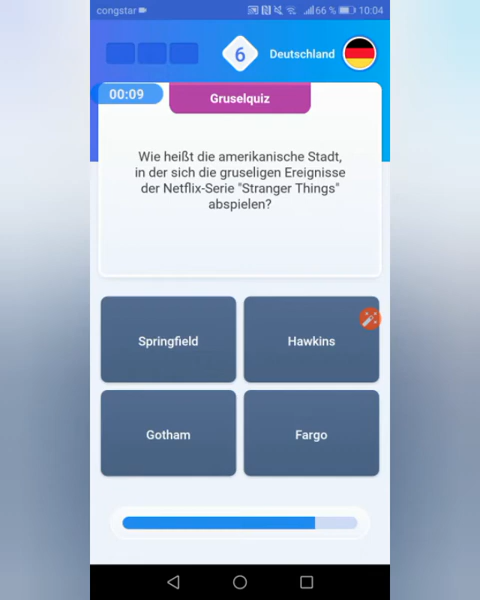 congstar 66 % 10:04
6 Deutschland
00:09
Gruselquiz
Wie heißt die amerikanische Stadt,
in der sich die gruseligen Ereignisse
der Netflix-Serie "Stranger Things"
abspielen?
Springfield
Hawkins
Gotham
Fargo